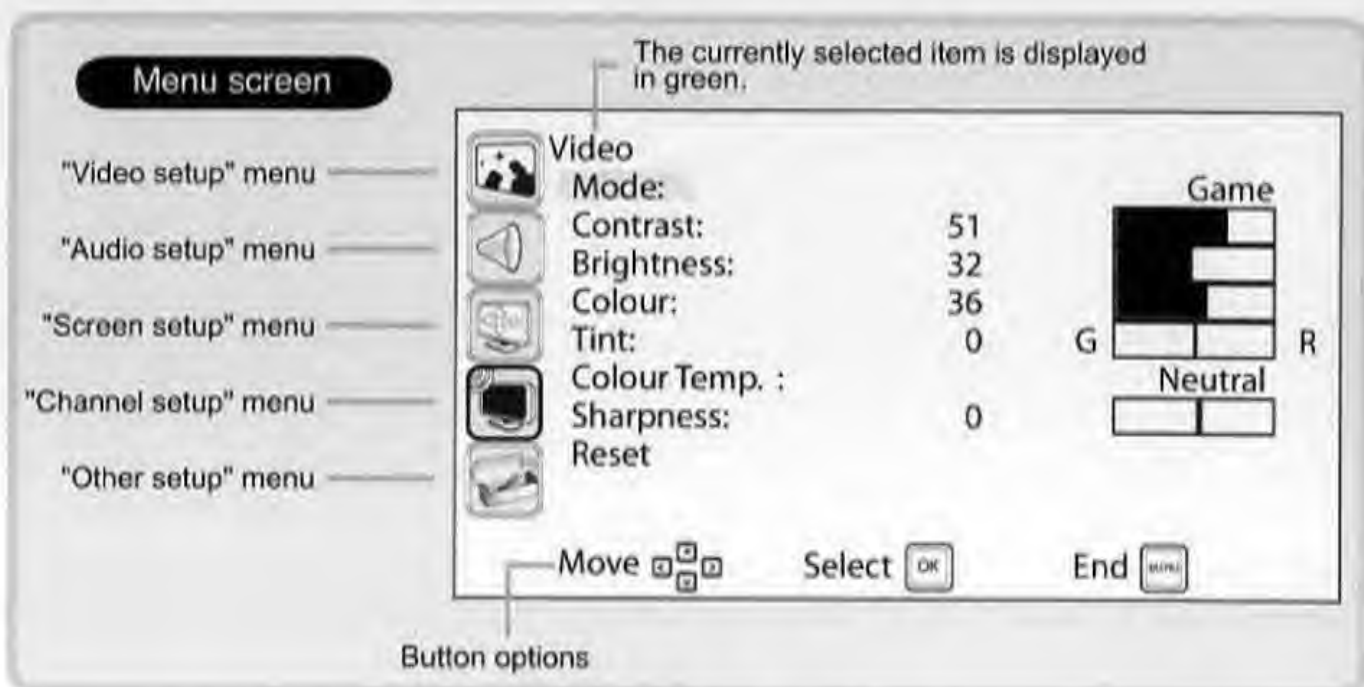 Menu screen
The currently selected item is displayed
in green.
"Video setup" menu
"Audio setup" menu
"Screen setup" menu
"Channel setup" menu
"Other setup" menu
Video
Mode: Game
Contrast: 51
Brightness: 32
Colour: 36
Tint: 0 G R
Colour Temp. : Neutral
Sharpness: 0
Reset
Move Select OK End MENU
Button options